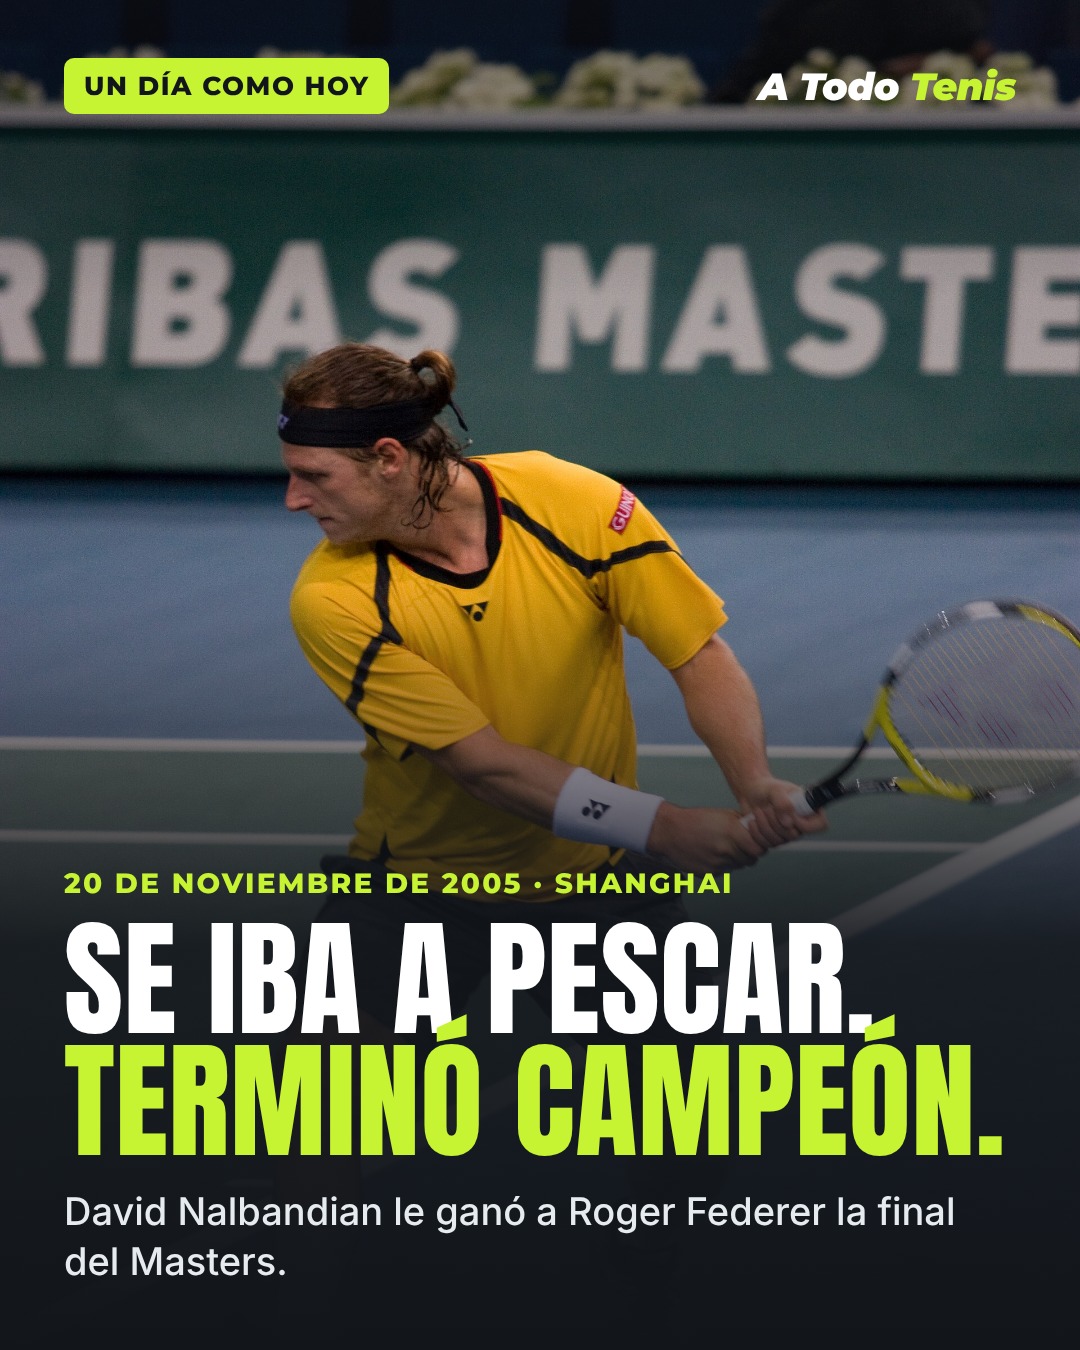 UN DÍA COMO HOY
A Todo Tenis
RIBAS MASTE
GUINOT
20 DE NOVIEMBRE DE 2005 • SHANGHAI
SE IBA A PESCAR.
TERMINÓ CAMPEÓN.
David Nalbandian le ganó a Roger Federer la final
del Masters.